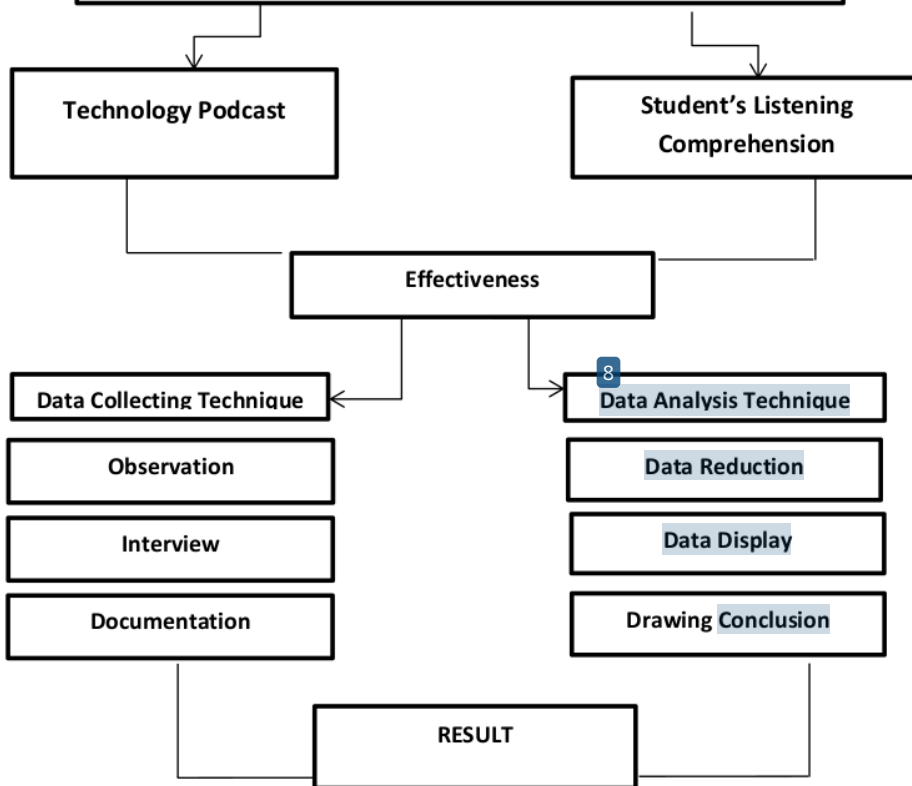 Technology Podcast
Student's Listening
Comprehension
Effectiveness
8
Data Collecting Technique
Data Analysis Technique
Observation
Data Reduction
Interview
Data Display
Documentation
Drawing Conclusion
RESULT